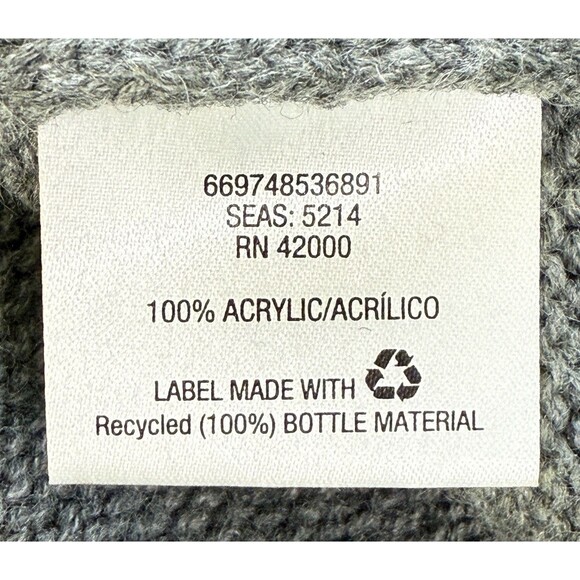 669748536891
SEAS: 5214
RN 42000
100% ACRYLIC/ACRÍLICO
LABEL MADE WITH
Recycled (100%) BOTTLE MATERIAL